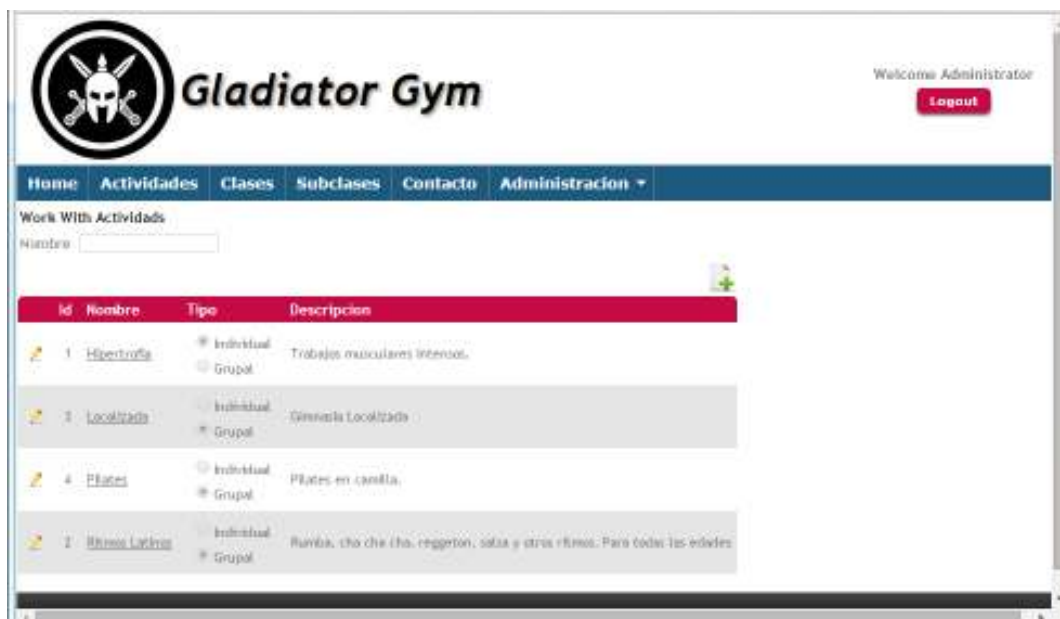 Gladiator Gym
Welcome Administrator
Logout
Home Actividades Clases Subclases Contacto Administracion
Work With Actividads
Nombre
Id Nombre Tipo Descripcion
1 Hipertrofia Individual Trabajos musculares intensos.
Grupal
3 Localizada Individual Gimnasia Localizada
Grupal
4 Pilates Individual Pilates en camilla.
Grupal
2 Ritmos Latinos Individual Rumba, cha cha cha, reggeton, salsa y otros ritmos. Para todas las edades
Grupal